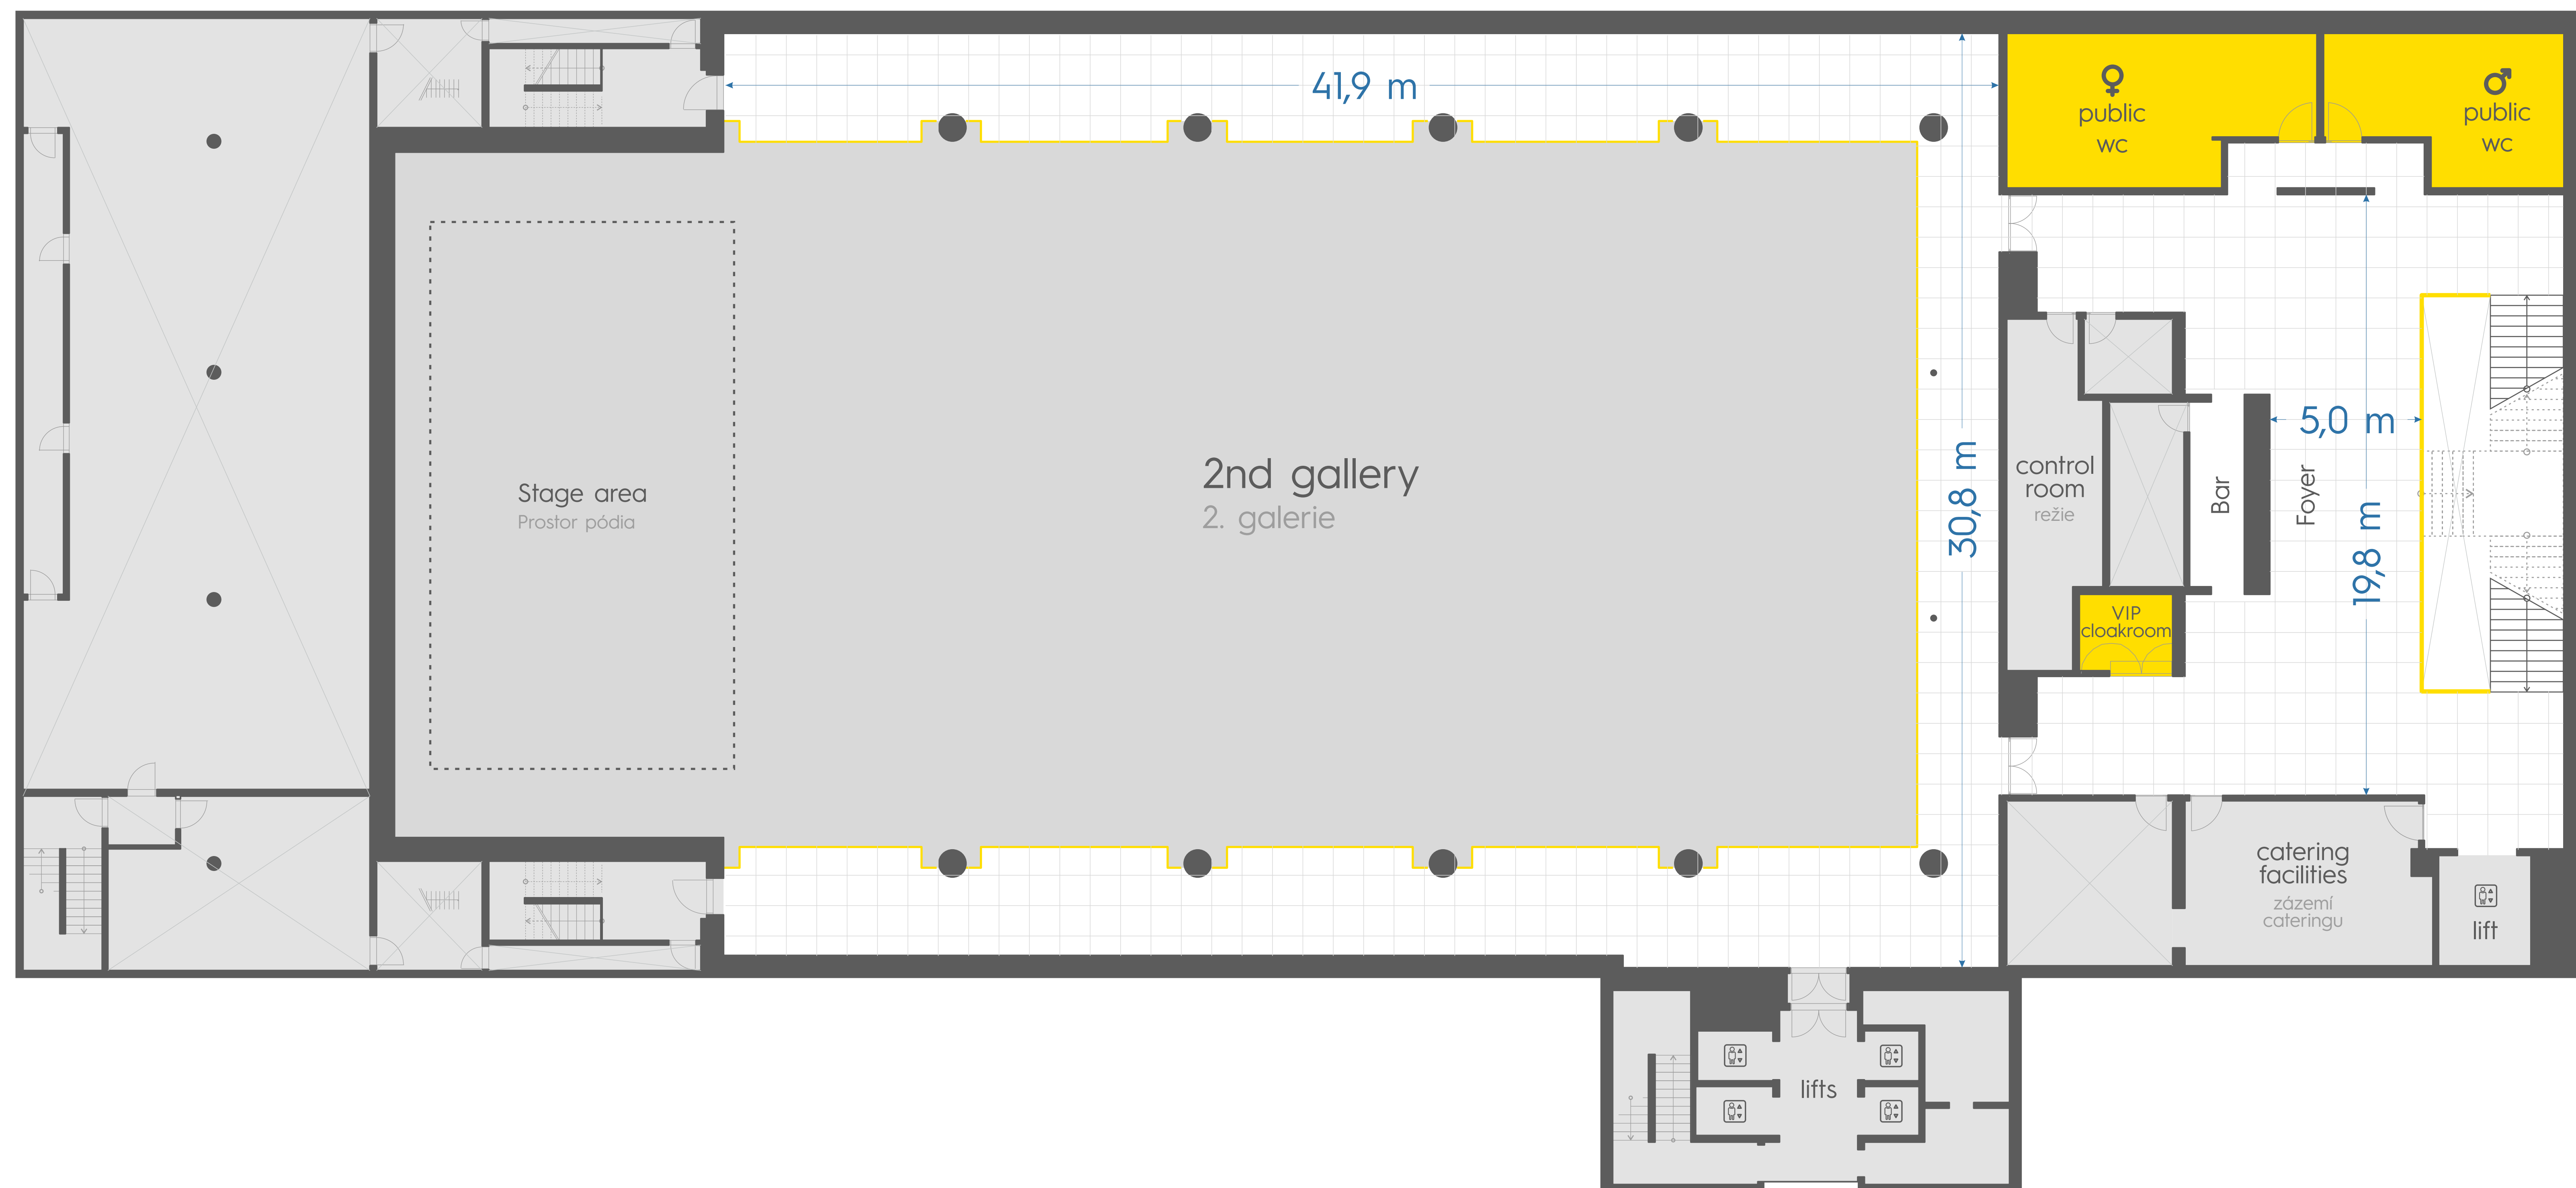 41,9 m
public
wc
public
wc
2nd gallery
2. galerie
Stage area
Prostor pódia
30,8 m
control
room
režie
Bar
5,0 m
Foyer
19,8 m
VIP
cloakroom
catering
facilities
zázemí
cateringu
lift
lifts